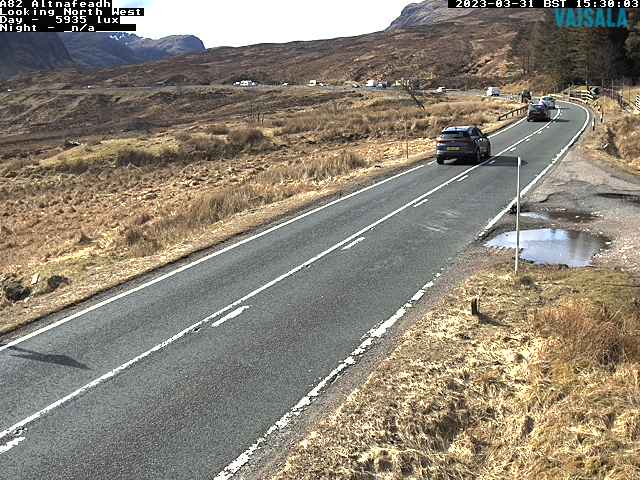 A82 Altnafeadh
2023-03-31 BST 15:30:03
Looking North West
VAISALA
Day - 5935 lux
Night - n/a